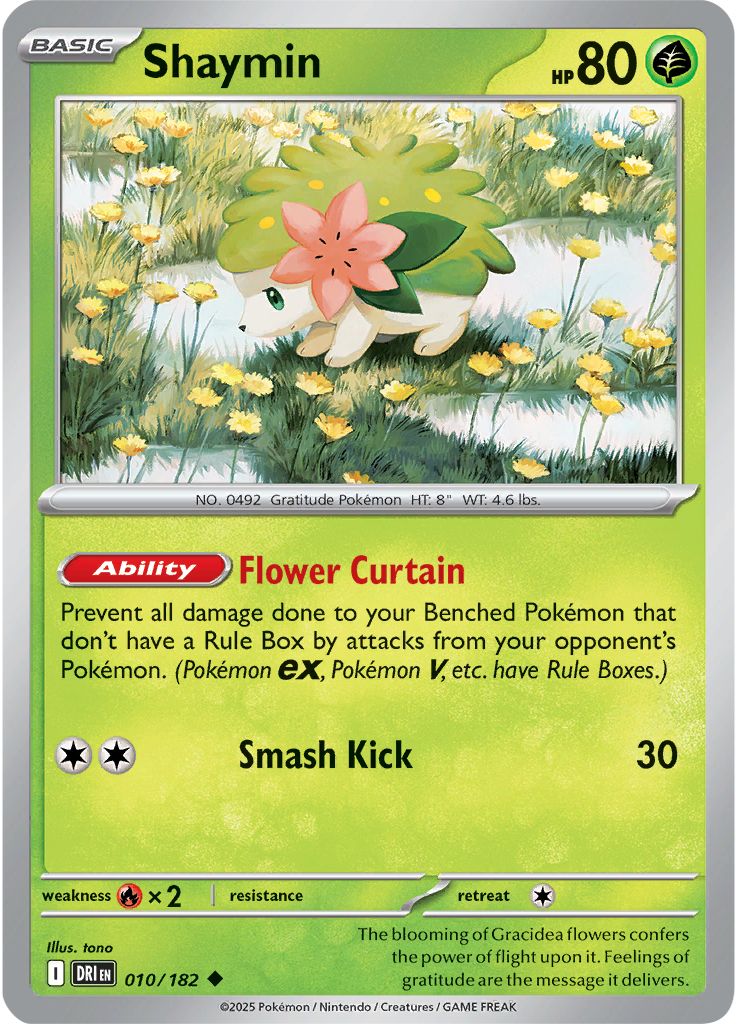 BASIC
Shaymin
HP 80
NO. 0492 Gratitude Pokémon HT: 8" WT: 4.6 lbs.
Ability Flower Curtain
Prevent all damage done to your Benched Pokémon that
don't have a Rule Box by attacks from your opponent's
Pokémon. (Pokémon ex, Pokémon V, etc. have Rule Boxes.)
Smash Kick 30
weakness ×2 resistance retreat
Illus. tono
I DRI EN 010/182
The blooming of Gracidea flowers confers
the power of flight upon it. Feelings of
gratitude are the message it delivers.
©2025 Pokémon / Nintendo / Creatures / GAME FREAK